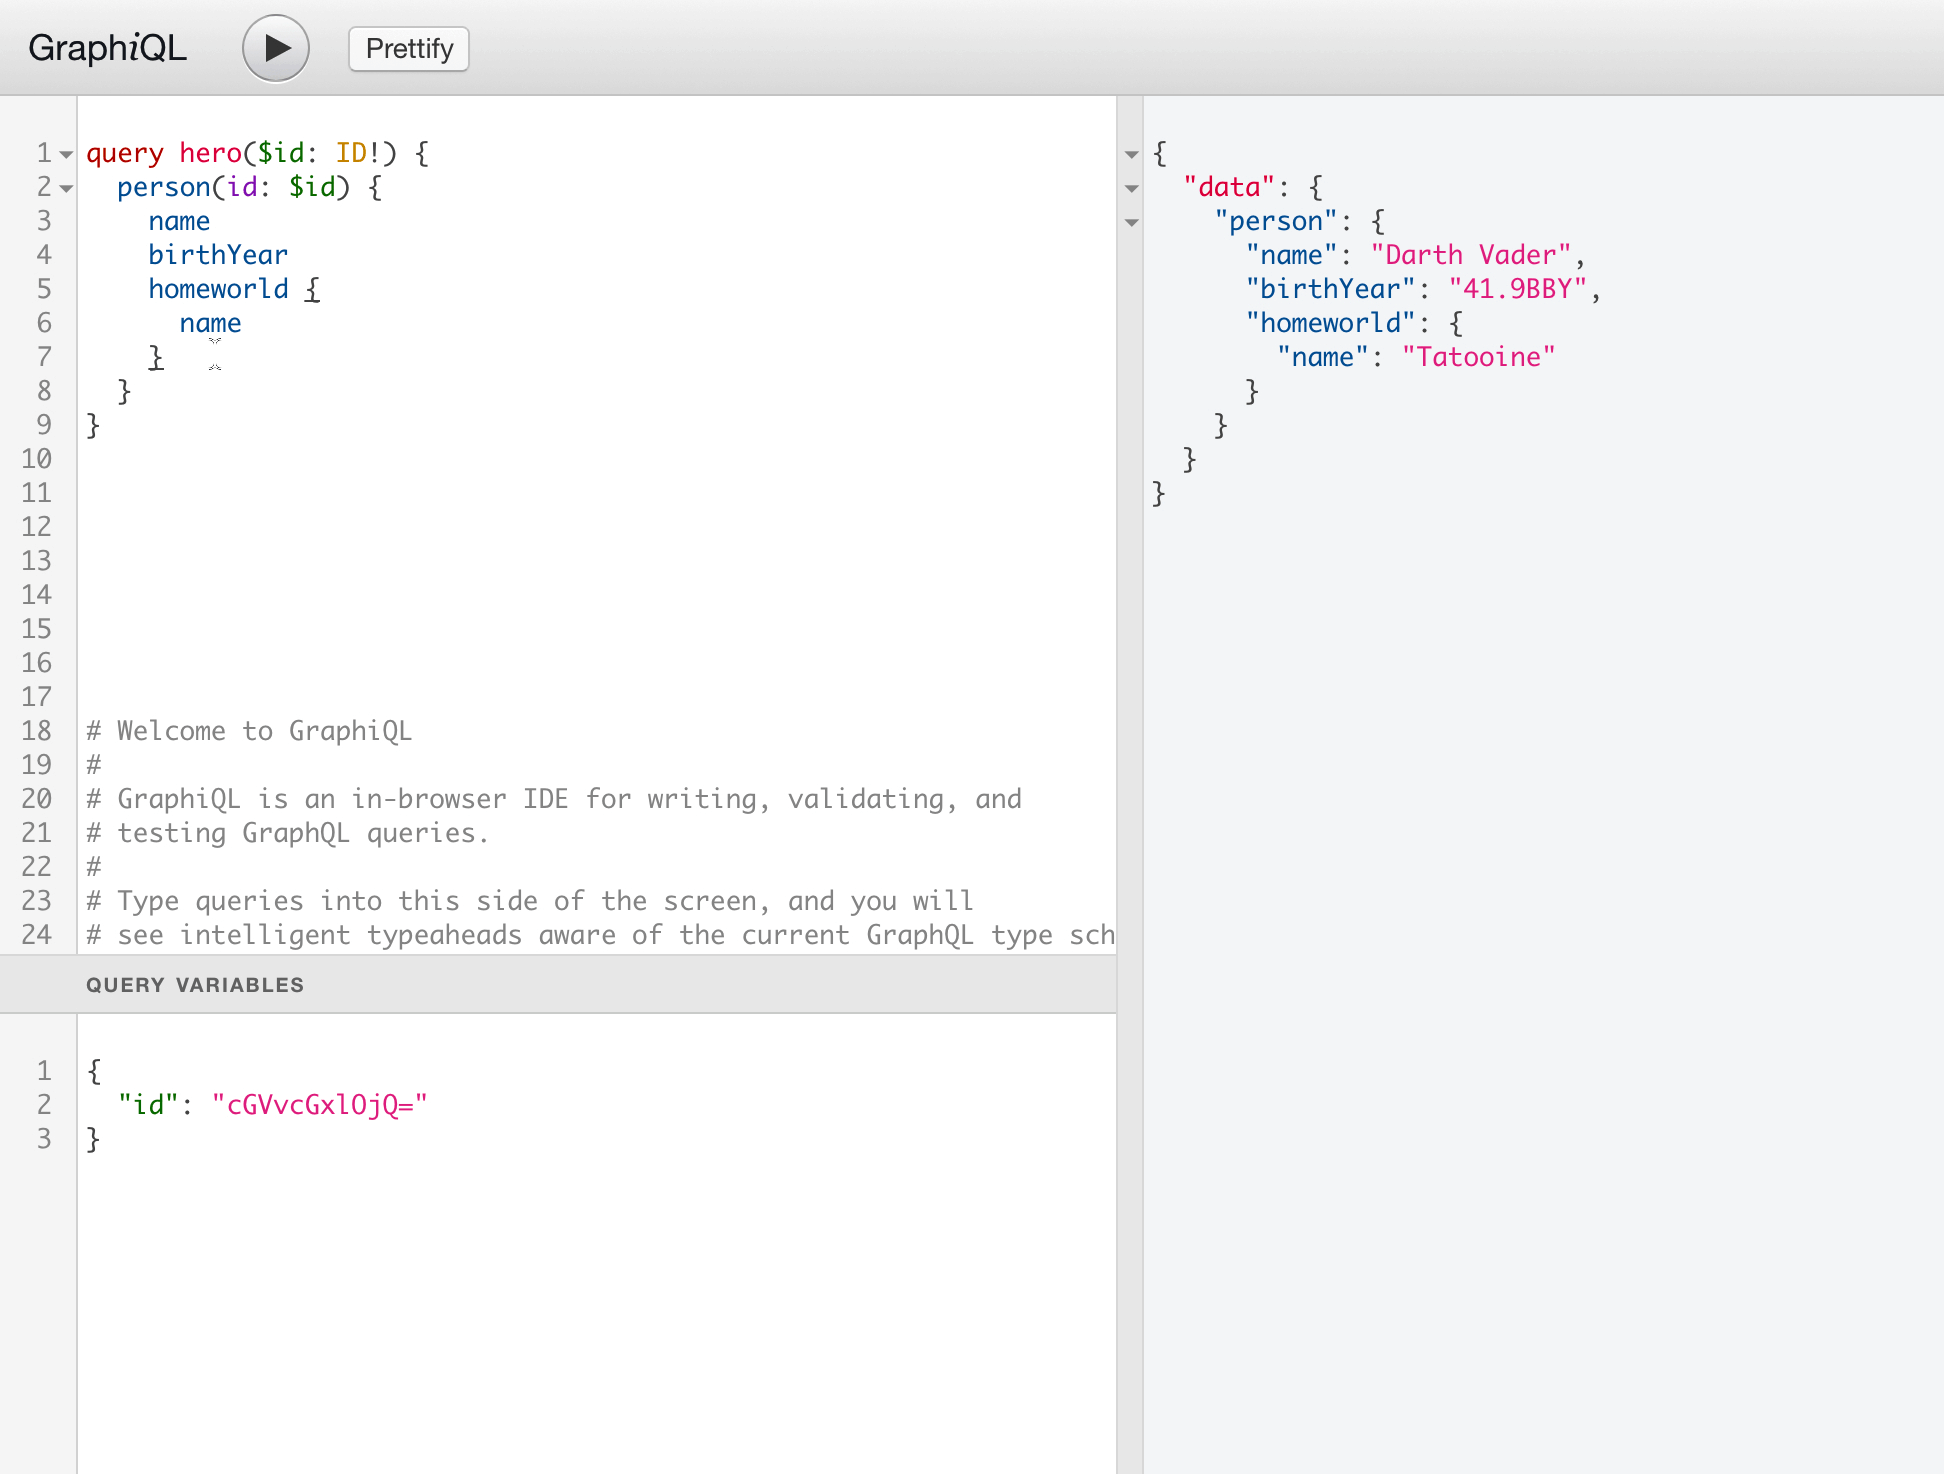 GraphiQL
Prettify
1 query hero($id: ID!) {
2   person(id: $id) {
3     name
4     birthYear
5     homeworld {
6       name
7     }
8   }
9 }
10
11
12
13
14
15
16
17
18 # Welcome to GraphiQL
19 #
20 # GraphiQL is an in-browser IDE for writing, validating, and
21 # testing GraphQL queries.
22 #
23 # Type queries into this side of the screen, and you will
24 # see intelligent typeaheads aware of the current GraphQL type sch
QUERY VARIABLES
1 {
2   "id": "cGVvcGxlOjQ="
3 }
{
  "data": {
    "person": {
      "name": "Darth Vader",
      "birthYear": "41.9BBY",
      "homeworld": {
        "name": "Tatooine"
      }
    }
  }
}